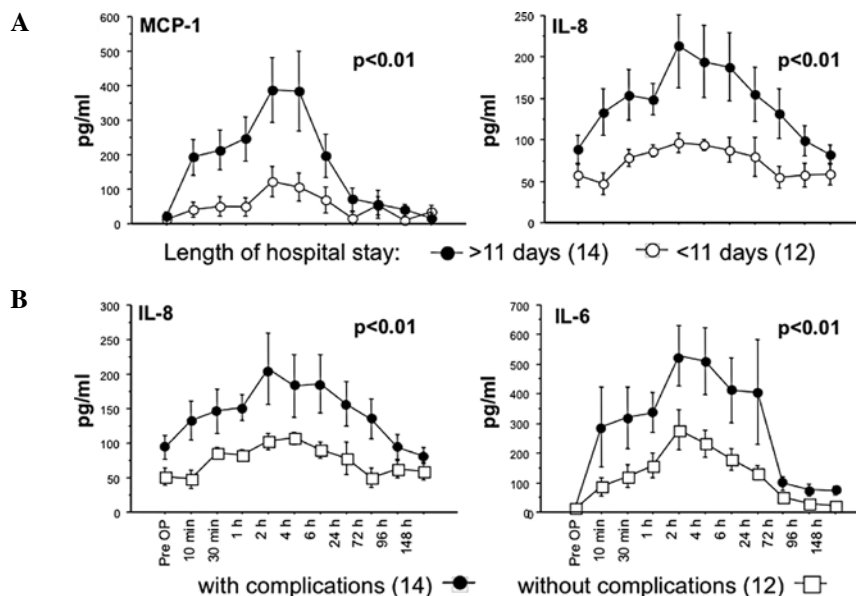 A
MCP-1
p<0.01
pg/ml
600
500
400
300
200
100
0
IL-8
p<0.01
pg/ml
250
200
150
100
50
0
Length of hospital stay: >11 days (14) <11 days (12)
B
IL-8
p<0.01
pg/ml
300
250
200
150
100
50
0
Pre OP
10 min
30 min
1 h
2 h
4 h
6 h
24 h
72 h
96 h
148 h
IL-6
p<0.01
pg/ml
700
600
500
400
300
200
100
0
Pre OP
10 min
30 min
1 h
2 h
4 h
6 h
24 h
72 h
96 h
148 h
with complications (14) without complications (12)